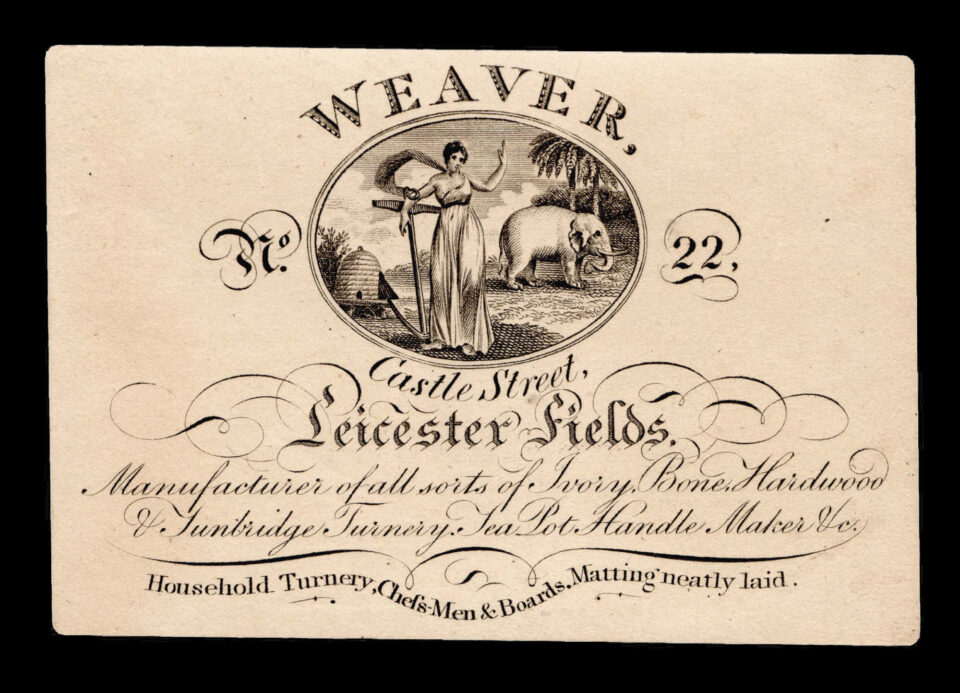 WEAVER,
No. 22,
Castle Street,
Leicester Fields.
Manufacturer of all sorts of Ivory, Bone, Hardwood
& Tunbridge Turnery. Tea Pot Handle Maker &c.
Household Turnery, Cheſs-Men & Boards. Matting neatly laid.